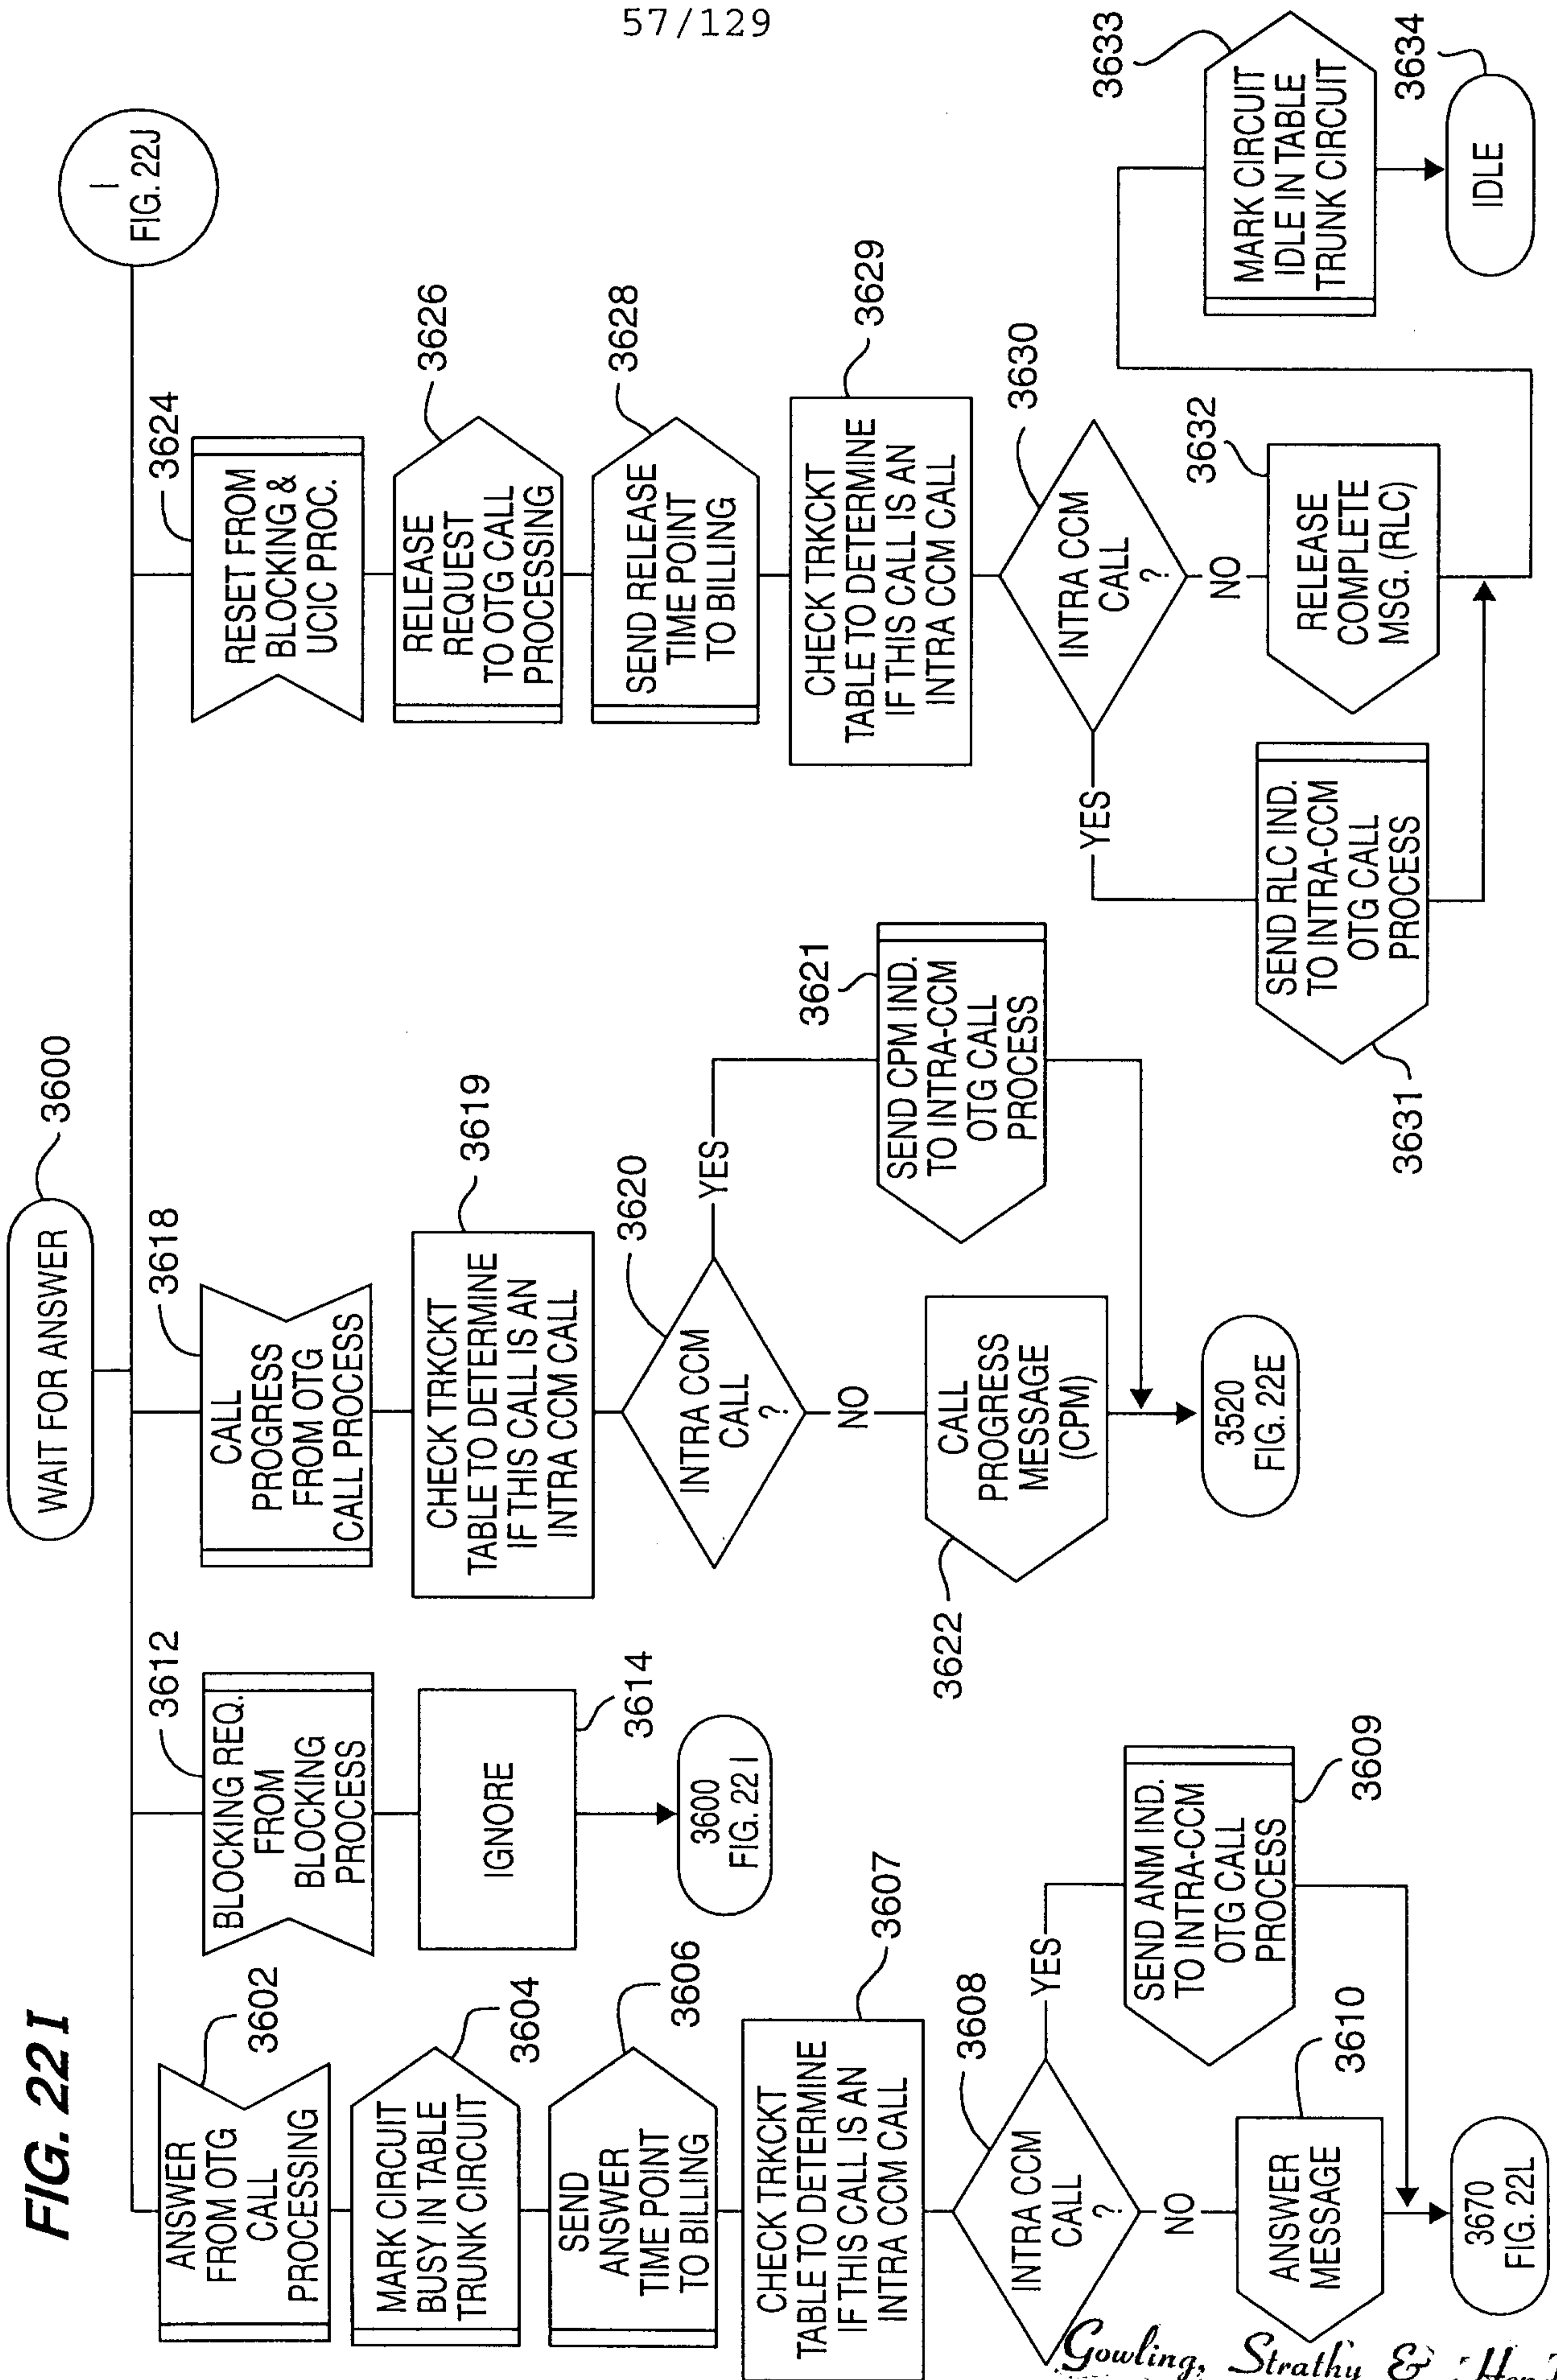 57/129
FIG. 22 I
WAIT FOR ANSWER
3600
I
FIG. 22J
ANSWER
FROM OTG
CALL
PROCESSING
3602
MARK CIRCUIT
BUSY IN TABLE
TRUNK CIRCUIT
3604
SEND
ANSWER
TIME POINT
TO BILLING
3606
CHECK TRKCKT
TABLE TO DETERMINE
IF THIS CALL IS AN
INTRA CCM CALL
3607
INTRA CCM
CALL
?
3608
YES
NO
SEND ANM IND.
TO INTRA-CCM
OTG CALL
PROCESS
3609
ANSWER
MESSAGE
3610
3670
FIG. 22L
BLOCKING REQ.
FROM
BLOCKING
PROCESS
3612
IGNORE
3614
3600
FIG. 22 I
CALL
PROGRESS
FROM OTG
CALL PROCESS
3618
CHECK TRKCKT
TABLE TO DETERMINE
IF THIS CALL IS AN
INTRA CCM CALL
3619
INTRA CCM
CALL
?
3620
YES
NO
SEND CPM IND.
TO INTRA-CCM
OTG CALL
PROCESS
3621
CALL
PROGRESS
MESSAGE
(CPM)
3622
3520
FIG. 22E
RESET FROM
BLOCKING &
UCIC PROC.
3624
RELEASE
REQUEST
TO OTG CALL
PROCESSING
3626
SEND RELEASE
TIME POINT
TO BILLING
3628
CHECK TRKCKT
TABLE TO DETERMINE
IF THIS CALL IS AN
INTRA CCM CALL
3629
INTRA CCM
CALL
?
3630
YES
NO
SEND RLC IND.
TO INTRA-CCM
OTG CALL
PROCESS
3631
RELEASE
COMPLETE
MSG. (RLC)
3632
MARK CIRCUIT
IDLE IN TABLE
TRUNK CIRCUIT
3633
IDLE
3634
Gowling, Strathy &